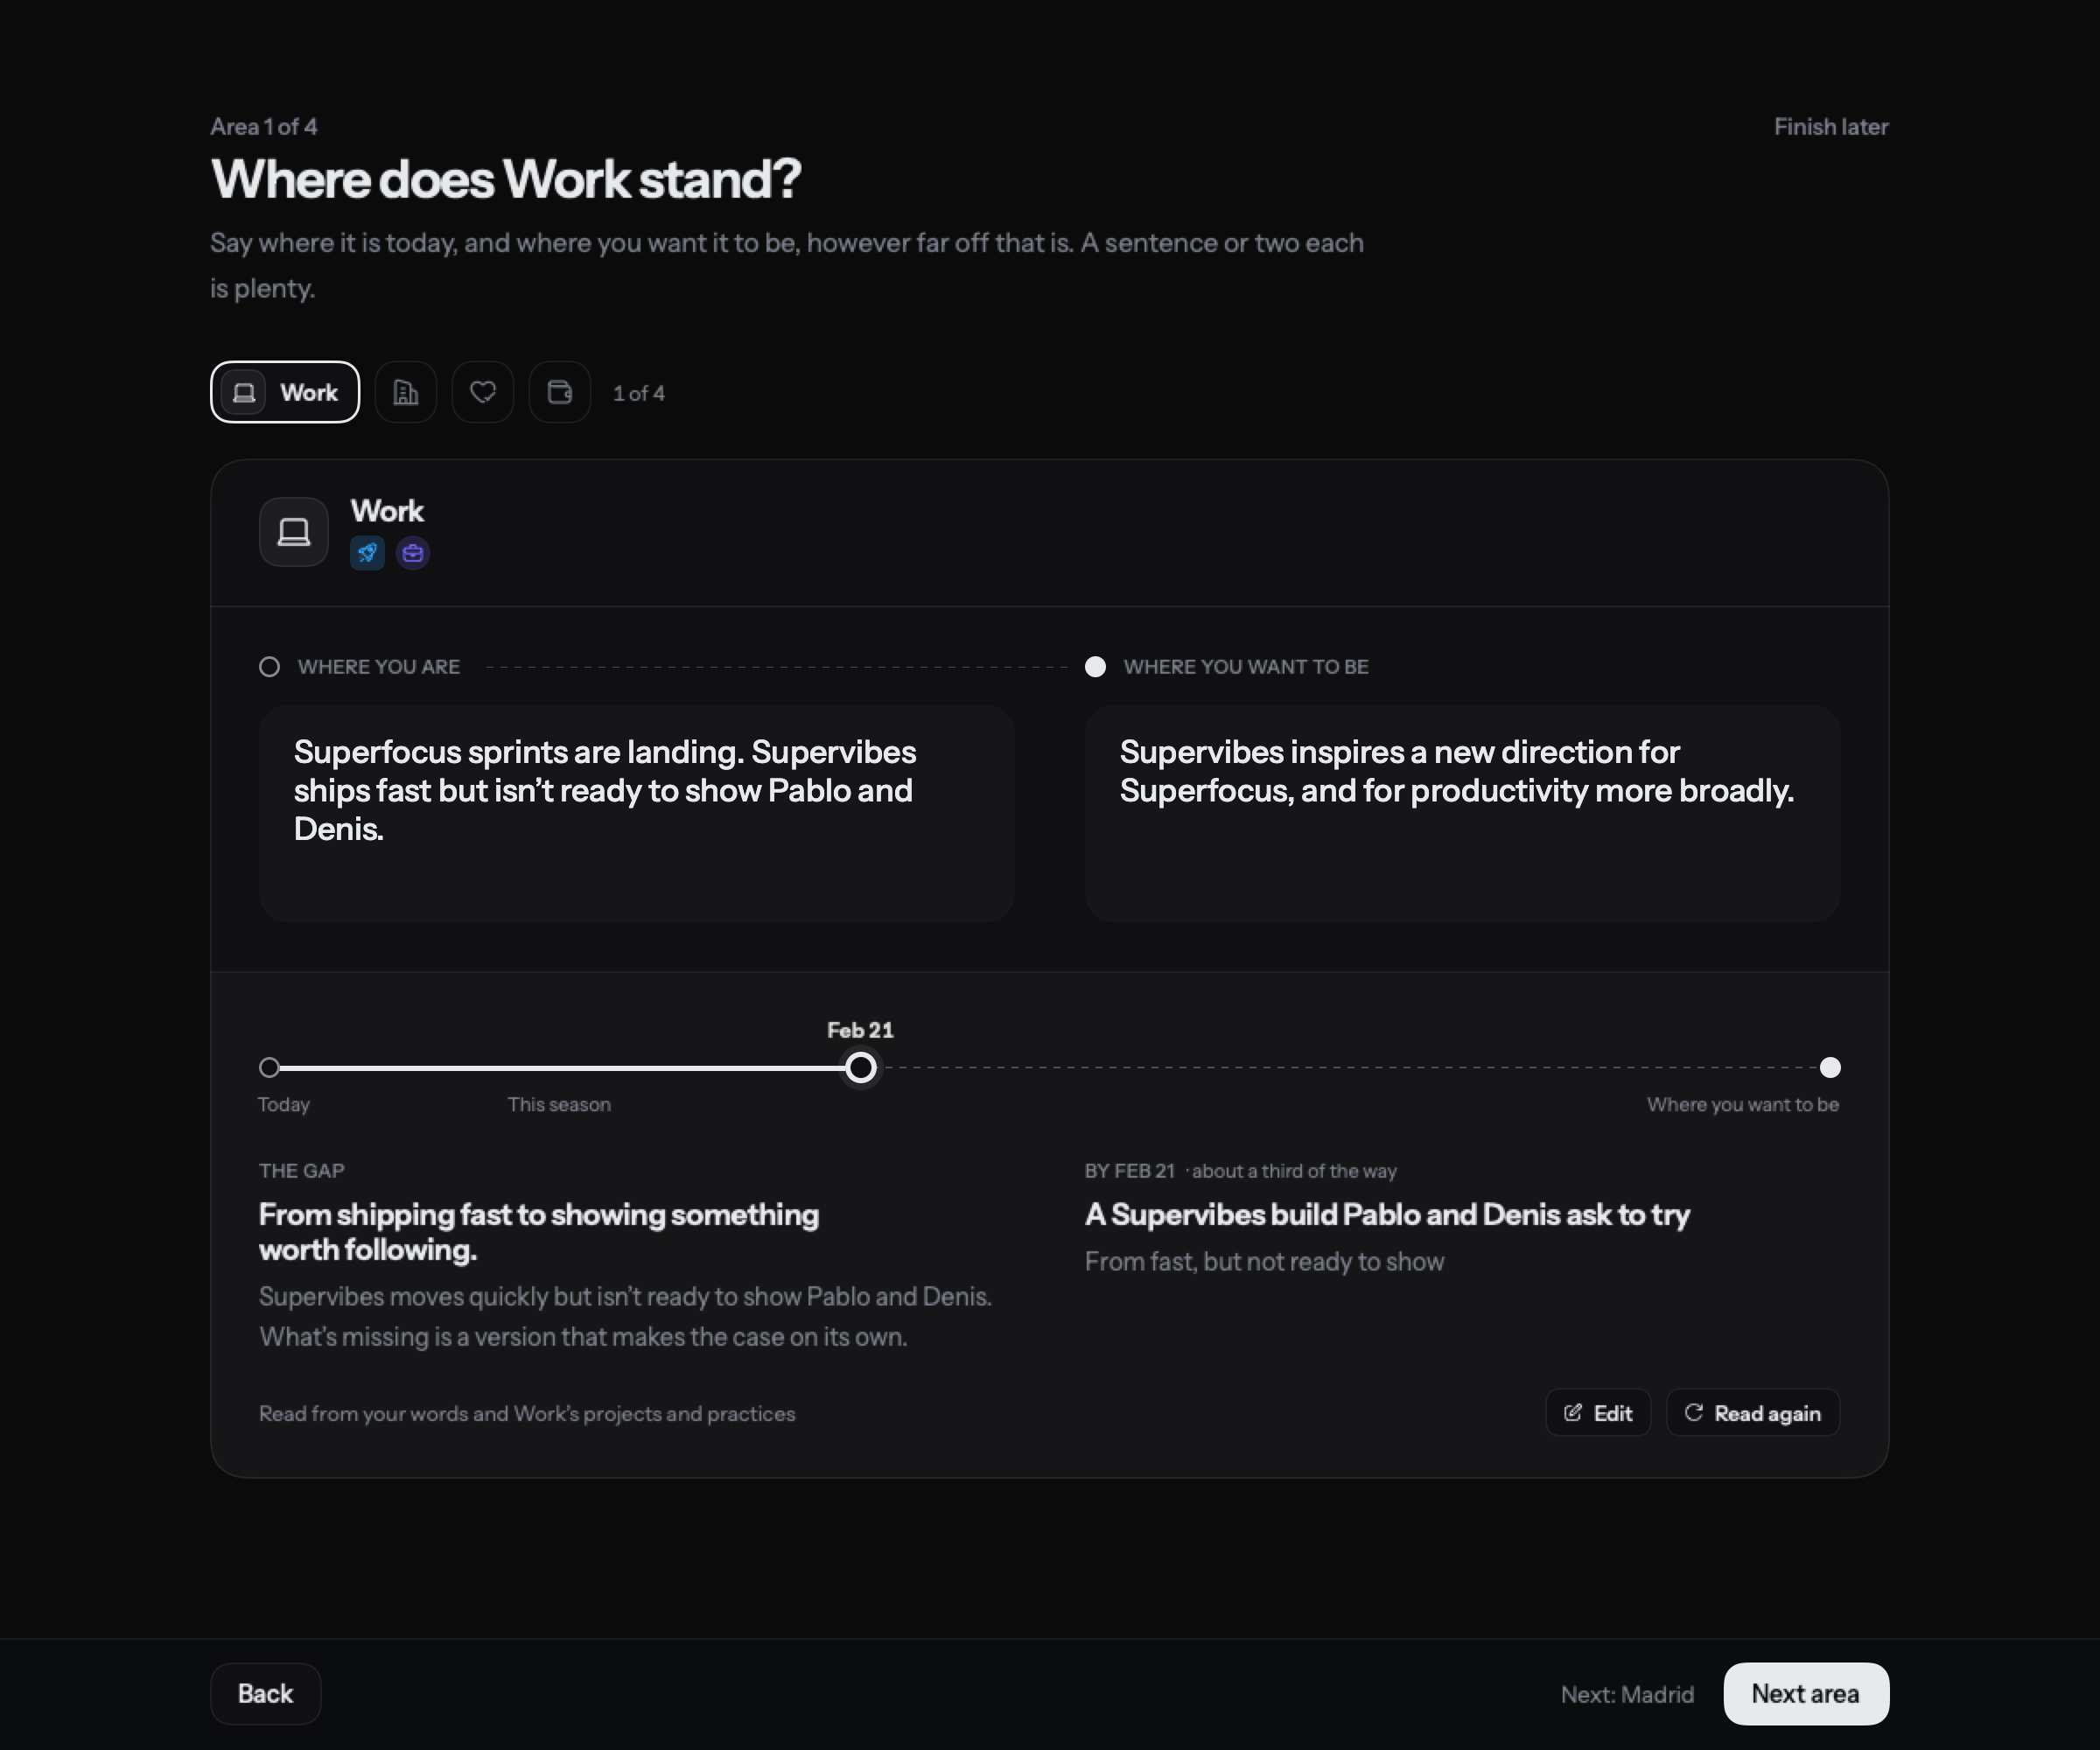 Area 1 of 4
Finish later
Where does Work stand?
Say where it is today, and where you want it to be, however far off that is. A sentence or two each
is plenty.
Work
1 of 4
Work
WHERE YOU ARE
WHERE YOU WANT TO BE
Superfocus sprints are landing. Supervibes
ships fast but isn’t ready to show Pablo and
Denis.
Supervibes inspires a new direction for
Superfocus, and for productivity more broadly.
Feb 21
Today
This season
Where you want to be
THE GAP
From shipping fast to showing something
worth following.
Supervibes moves quickly but isn’t ready to show Pablo and Denis.
What’s missing is a version that makes the case on its own.
BY FEB 21 · about a third of the way
A Supervibes build Pablo and Denis ask to try
From fast, but not ready to show
Read from your words and Work’s projects and practices
Edit
Read again
Back
Next: Madrid
Next area